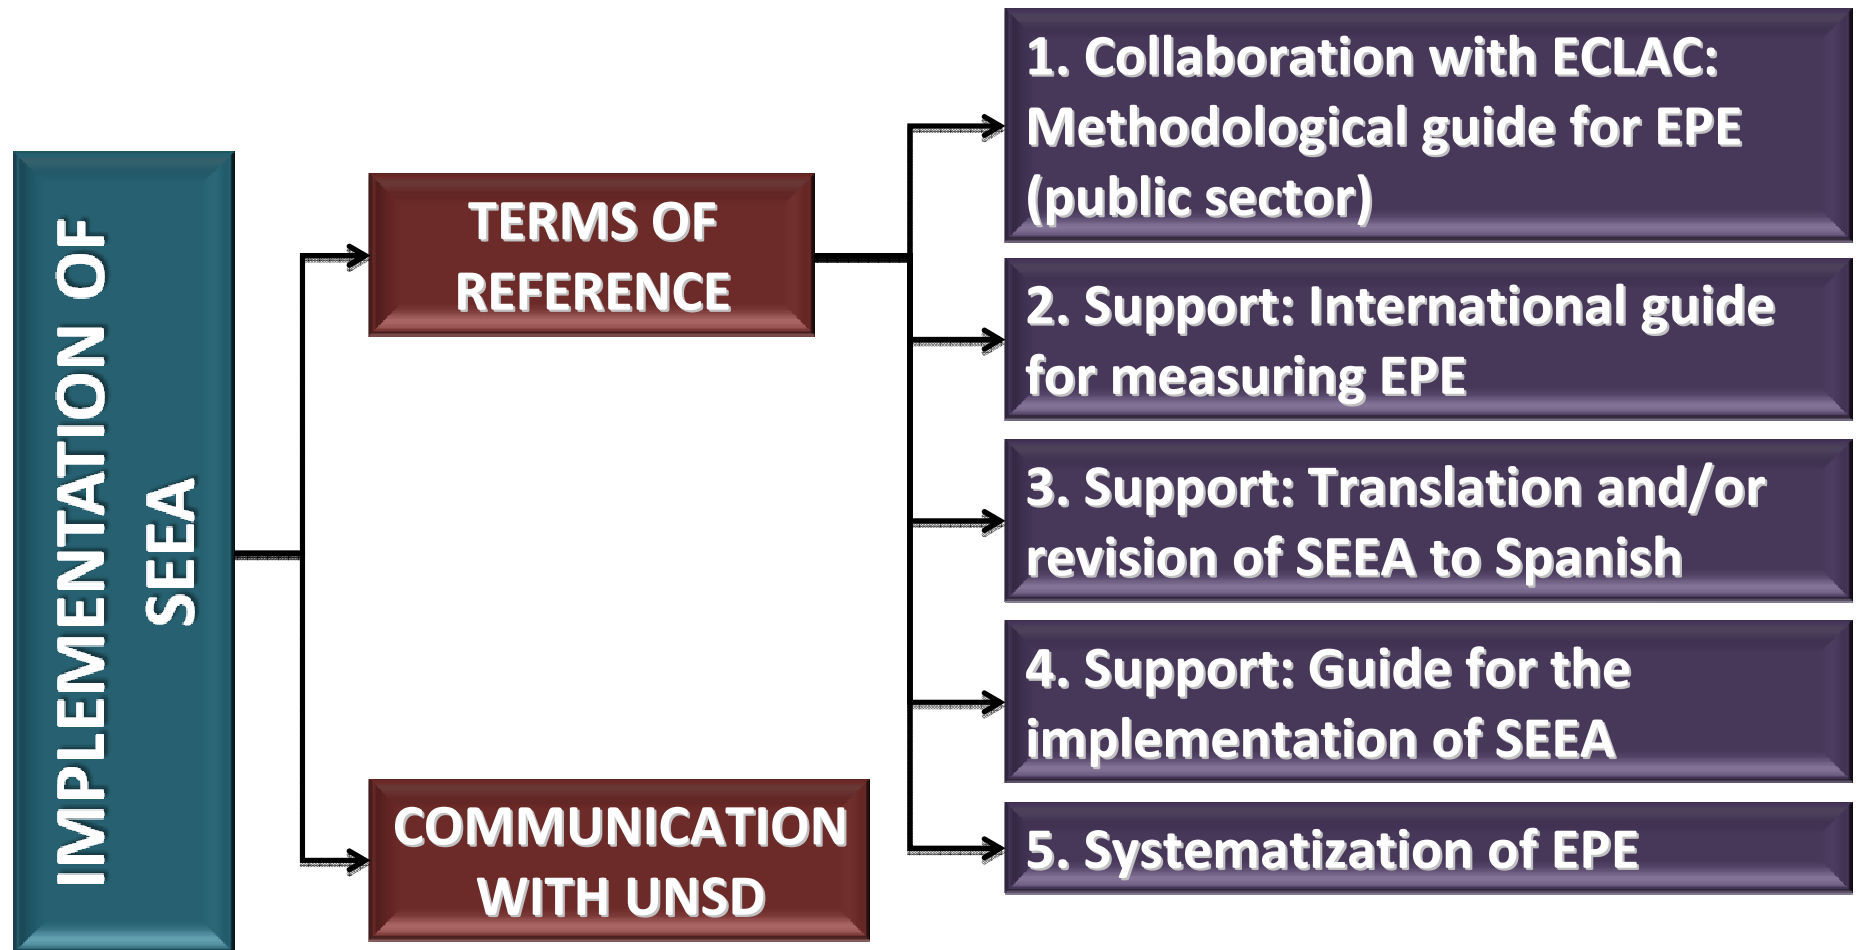 IMPLEMENTATION OF
SEEA
TERMS OF
REFERENCE
COMMUNICATION
WITH UNSD
1. Collaboration with ECLAC:
Methodological guide for EPE
(public sector)
2. Support: International guide
for measuring EPE
3. Support: Translation and/or
revision of SEEA to Spanish
4. Support: Guide for the
implementation of SEEA
5. Systematization of EPE